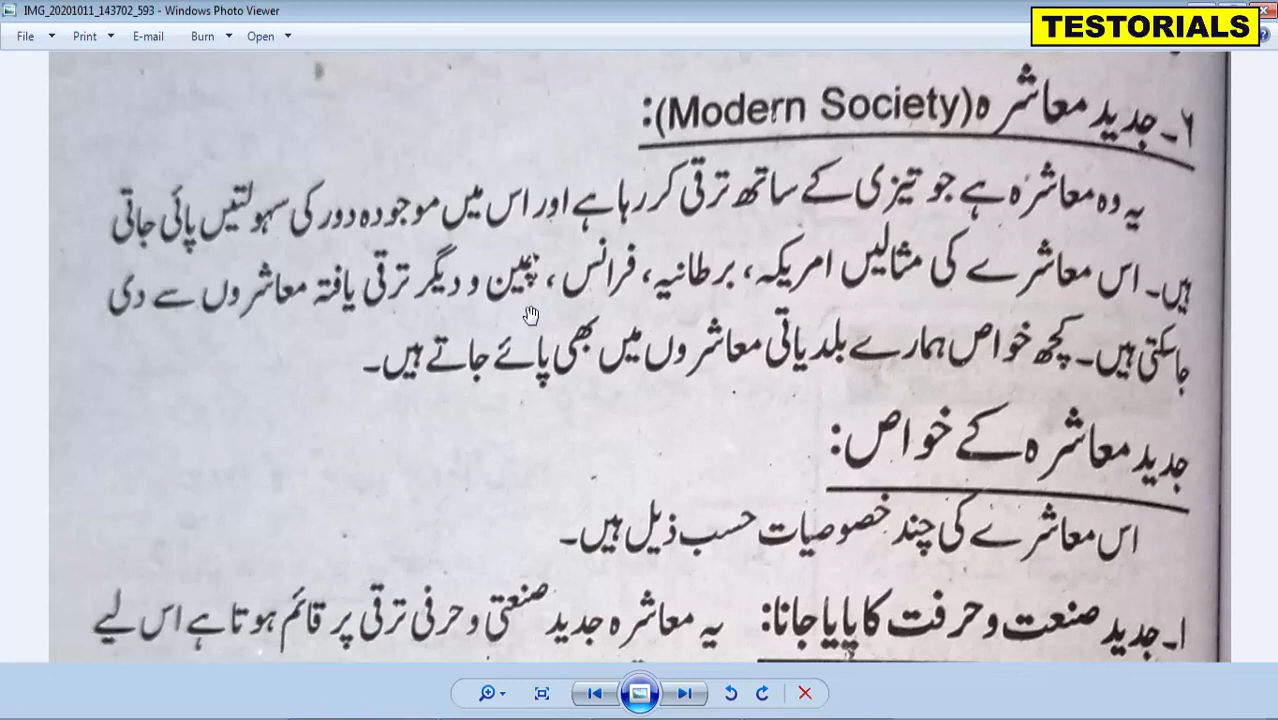 IMG_20201011_143702_593 - Windows Photo Viewer
TESTORIALS
File Print E-mail Burn Open
۶۔ جدید معاشرہ (Modern Society):
یہ وہ معاشرہ ہے جو تیزی کے ساتھ ترقی کر رہا ہے اور اس میں موجودہ دور کی سہولتیں پائی جاتی
ہیں۔ اس معاشرے کی مثالیں امریکہ، برطانیہ، فرانس، چین و دیگر ترقی یافتہ معاشروں سے دی
جاسکتی ہیں۔ کچھ خواص ہمارے بلدیاتی معاشروں میں بھی پائے جاتے ہیں۔
جدید معاشرہ کے خواص:
اس معاشرے کی چند خصوصیات حسب ذیل ہیں۔
۱۔ جدید صنعت و حرفت کا پایا جانا: یہ معاشرہ جدید صنعتی و حرفی ترقی پر قائم ہوتا ہے اس لیے